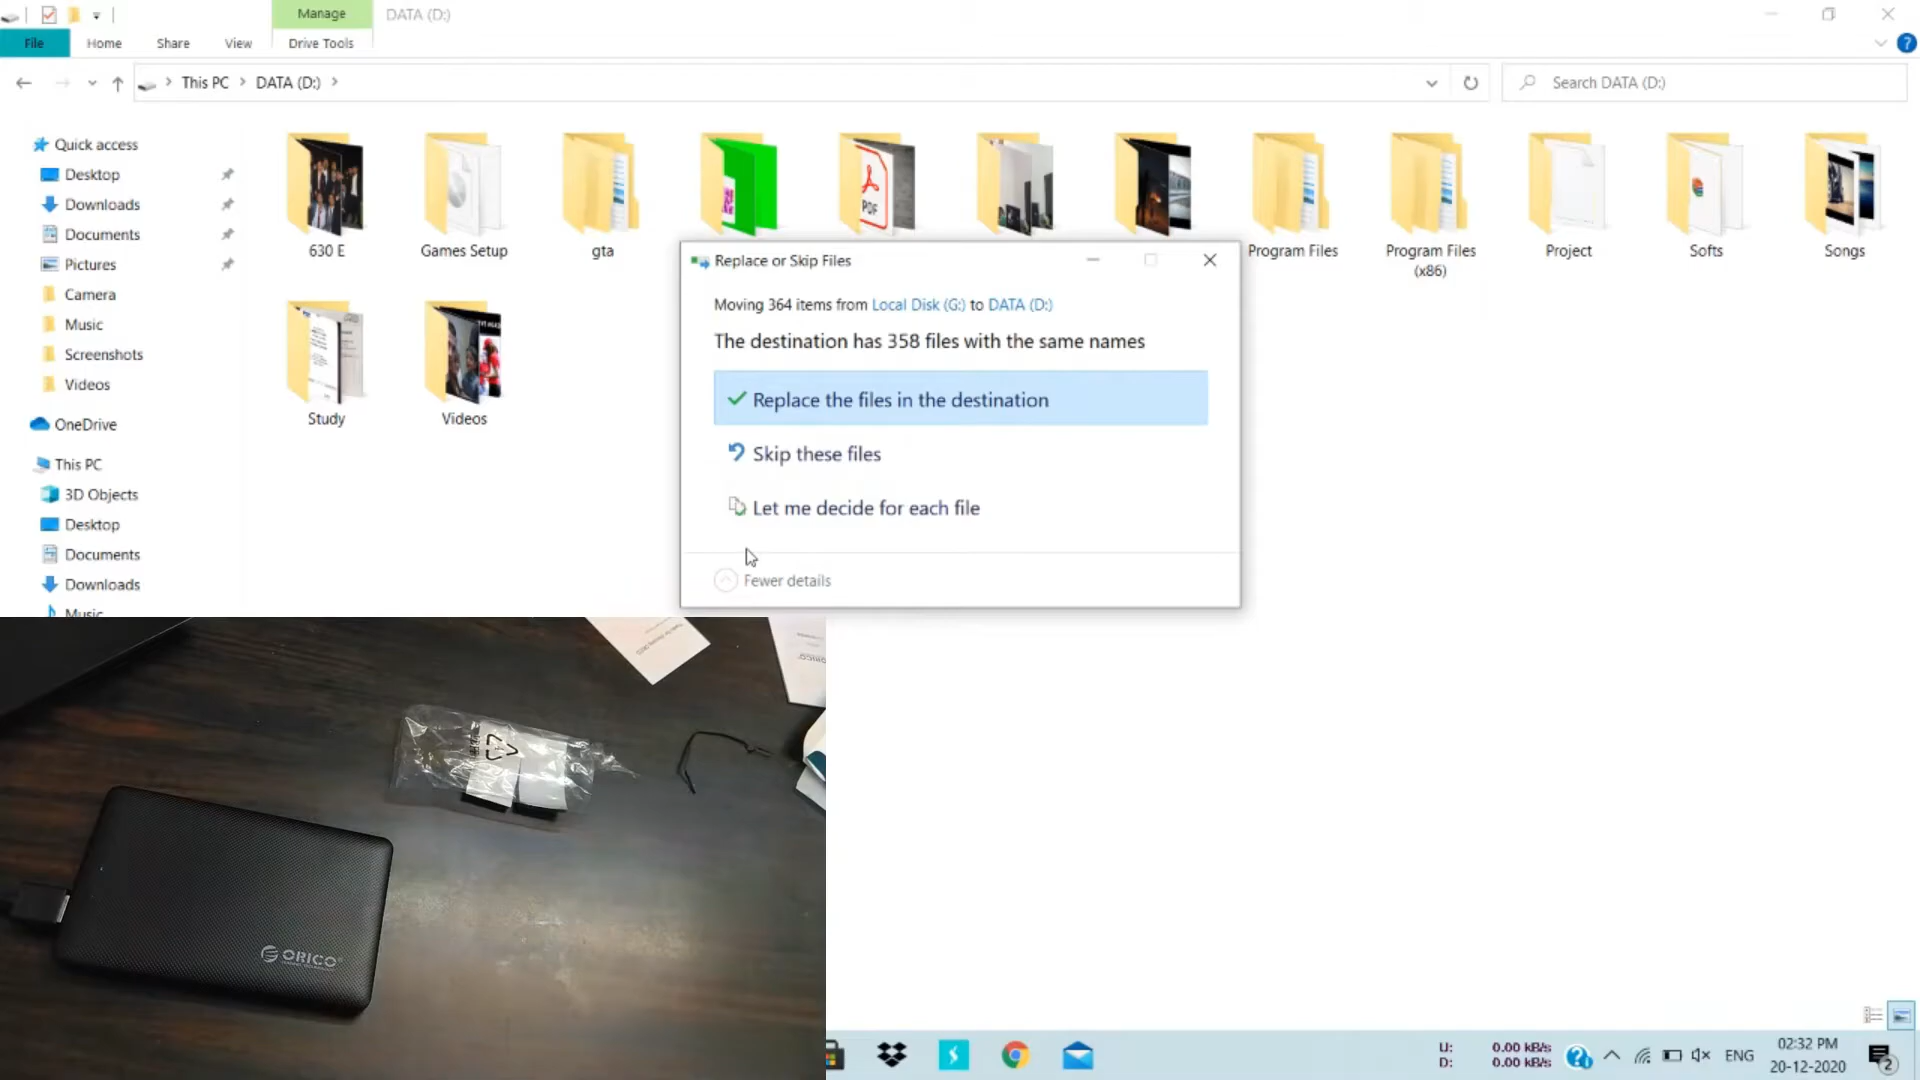 Manage
DATA (D:)
File
Home
Share
View
Drive Tools
This PC
DATA (D:)
Search DATA (D:)
Quick access
Desktop
Downloads
Documents
Pictures
Camera
Music
Screenshots
Videos
OneDrive
This PC
3D Objects
Desktop
Documents
Downloads
Music
630 E
Games Setup
gta
PDF
Program Files
Program Files
(x86)
Project
Softs
Songs
Study
Videos
Replace or Skip Files
Moving 364 items from Local Disk (G:) to DATA (D:)
The destination has 358 files with the same names
Replace the files in the destination
Skip these files
Let me decide for each file
Fewer details
ORICO
ORICO
U: 0.00 kB/s
D: 0.00 kB/s
ENG
02:32 PM
20-12-2020
2